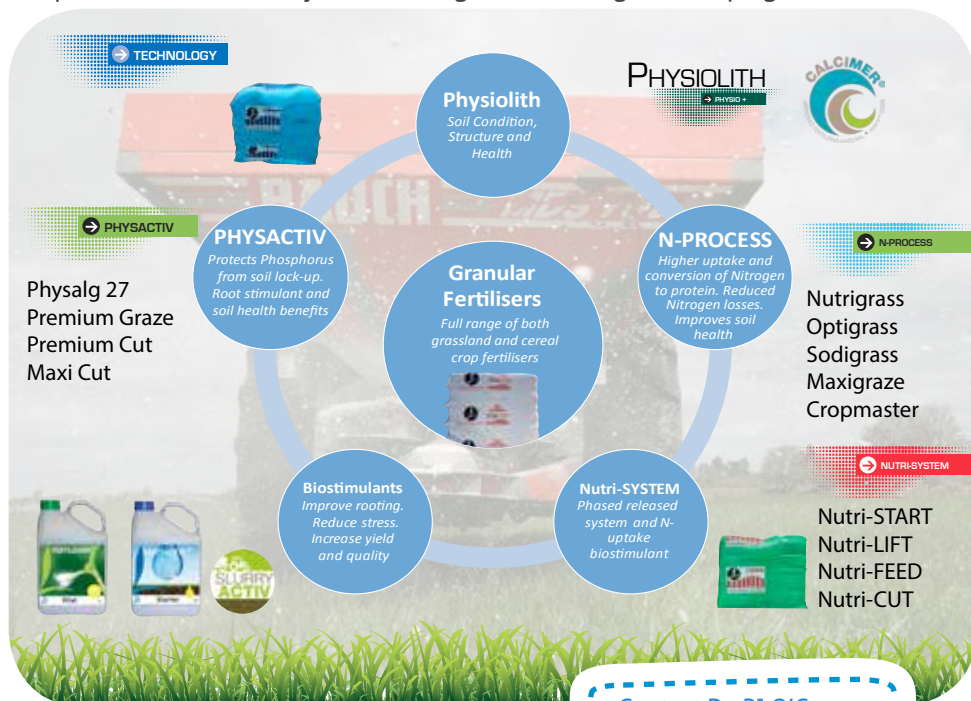 TECHNOLOGY
PHYSIOLITH
PHYSIO +
CALCIMER®
Physiolith
Soil Condition,
Structure and
Health
PHYSACTIV
PHYSACTIV
Protects Phosphorus
from soil lock-up.
Root stimulant and
soil health benefits
N-PROCESS
Higher uptake and
conversion of Nitrogen
to protein. Reduced
Nitrogen losses.
Improves soil
health
N-PROCESS
Physalg 27
Premium Graze
Premium Cut
Maxi Cut
Granular
Fertilisers
Full range of both
grassland and cereal
crop fertilisers
Nutrigrass
Optigrass
Sodigrass
Maxigraze
Cropmaster
Biostimulants
Improve rooting.
Reduce stress.
Increase yield
and quality
Nutri-SYSTEM
Phased released
system and N-
uptake
biostimulant
NUTRI-SYSTEM
Nutri-START
Nutri-LIFT
Nutri-FEED
Nutri-CUT
SLURRY
ACTIV